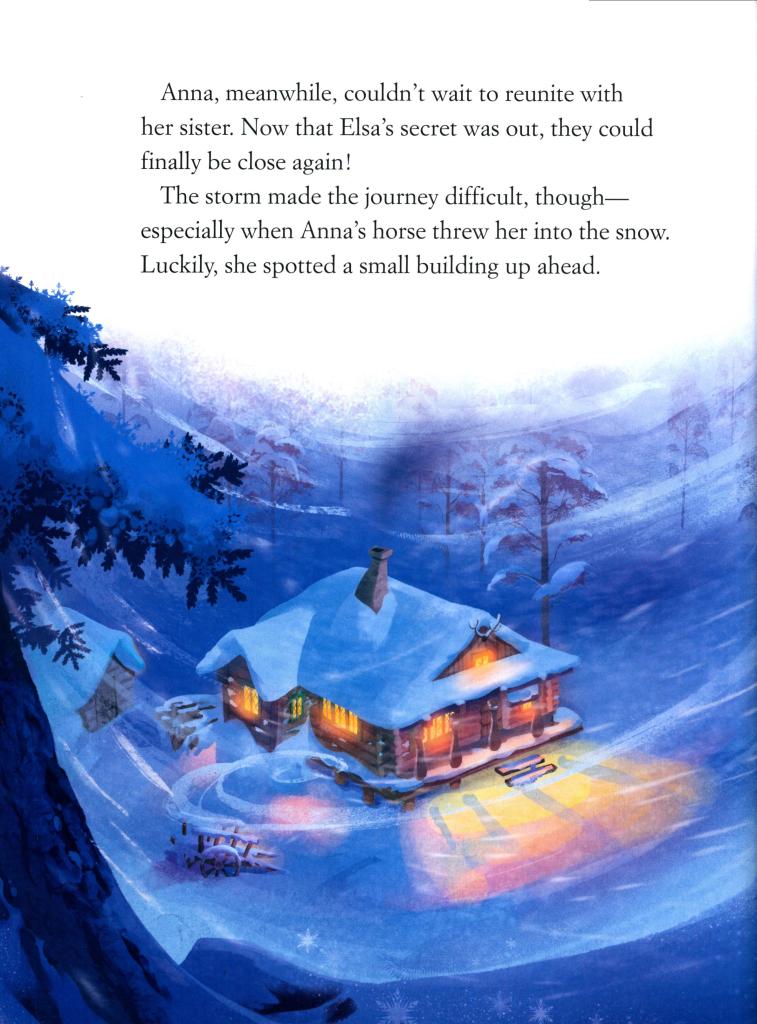 Anna, meanwhile, couldn’t wait to reunite with
her sister. Now that Elsa’s secret was out, they could
finally be close again!
The storm made the journey difficult, though—
especially when Anna’s horse threw her into the snow.
Luckily, she spotted a small building up ahead.